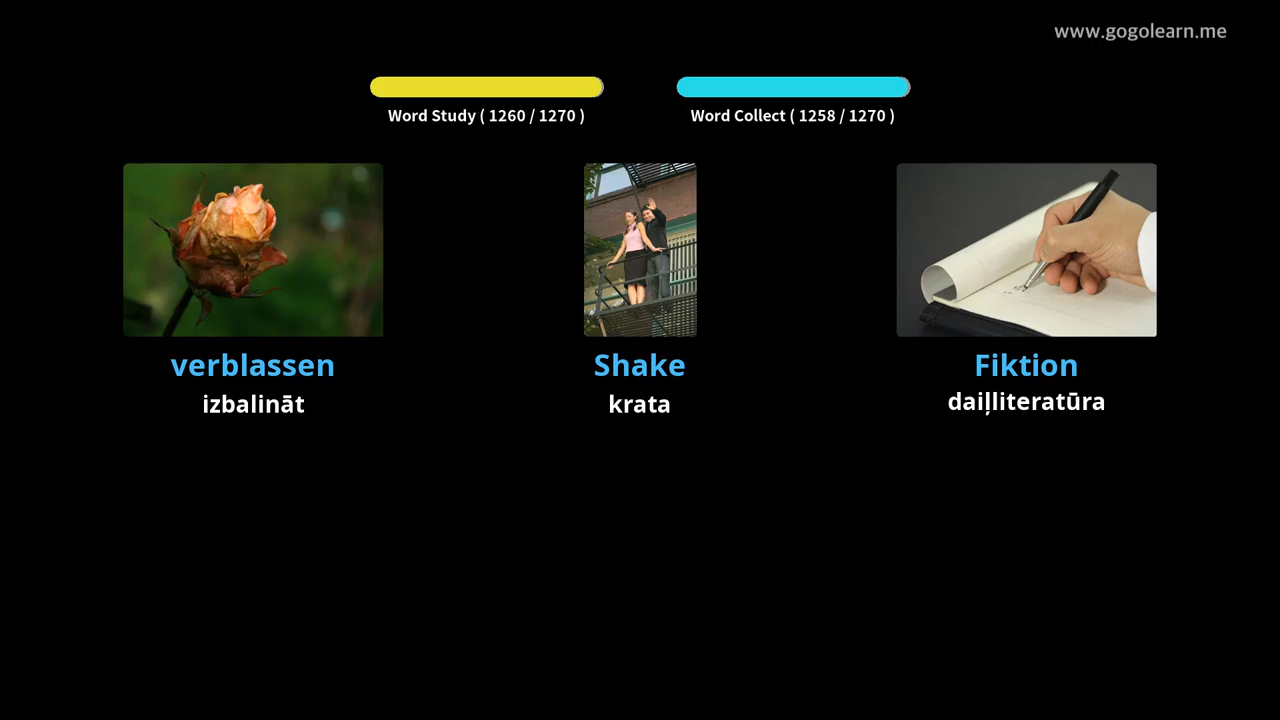 www.gogolearn.me
Word Study ( 1260 / 1270 )
Word Collect ( 1258 / 1270 )
verblassen
izbalināt
Shake
krata
Fiktion
daiļliteratūra